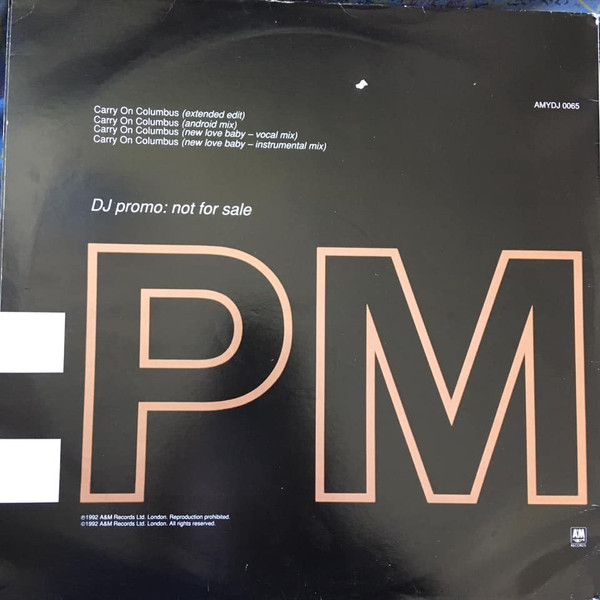 Carry On Columbus (extended edit)
Carry On Columbus (android mix)
Carry On Columbus (new love baby – vocal mix)
Carry On Columbus (new love baby – instrumental mix)
AMYDJ 0065
DJ promo: not for sale
PM
℗1992 A&M Records Ltd. London. Reproduction prohibited.
©1992 A&M Records Ltd. London. All rights reserved.
A&M
RECORDS